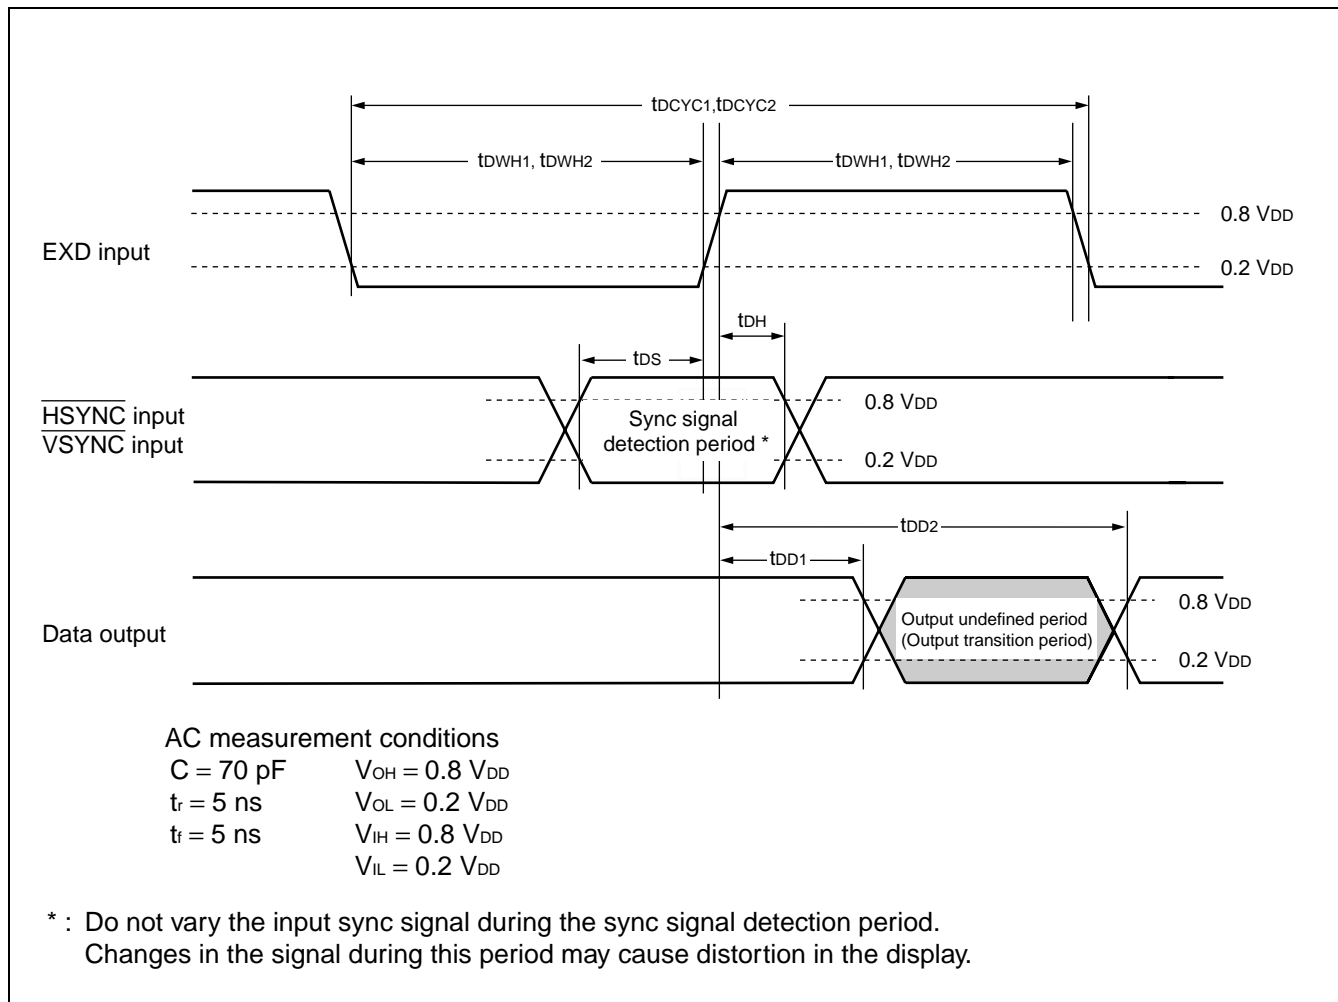 tDCYC1,tDCYC2
tDWH1, tDWH2
tDWH1, tDWH2
0.8 VDD
EXD input
0.2 VDD
tDH
tDS
HSYNC input
VSYNC input
0.8 VDD
Sync signal
detection period *
0.2 VDD
tDD2
tDD1
0.8 VDD
Data output
Output undefined period
(Output transition period)
0.2 VDD
AC measurement conditions
C = 70 pF VOH = 0.8 VDD
tr = 5 ns VOL = 0.2 VDD
tf = 5 ns VIH = 0.8 VDD
VIL = 0.2 VDD
* : Do not vary the input sync signal during the sync signal detection period.
Changes in the signal during this period may cause distortion in the display.